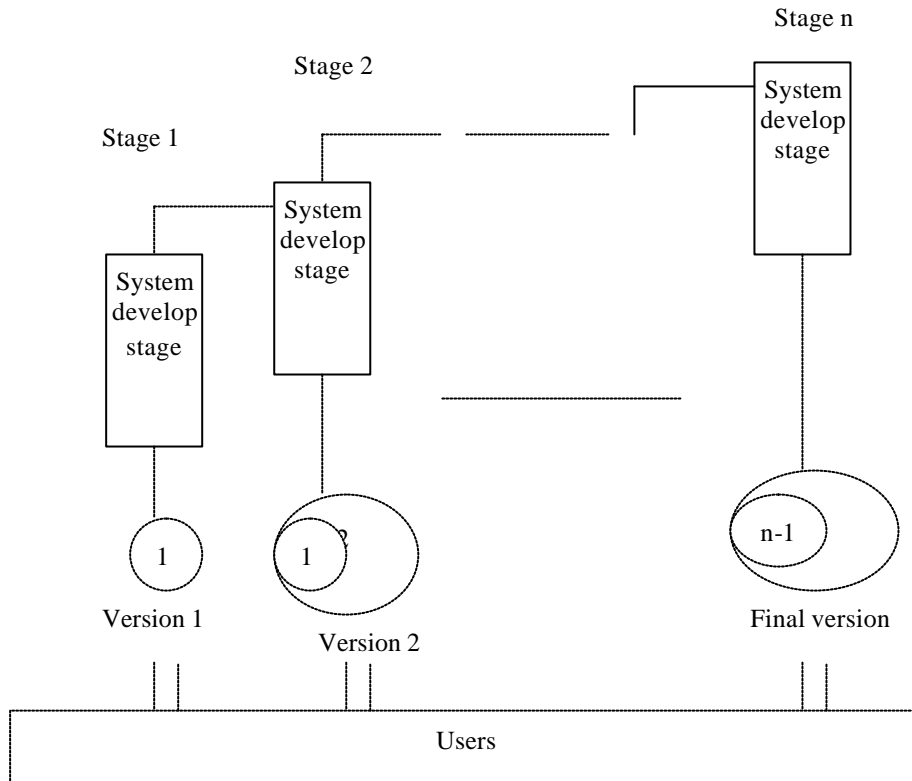 Stage n
Stage 2
System
develop
stage
Stage 1
System
develop
stage
System
develop
stage
1
1
2
n-1
Version 1
Version 2
Final version
Users